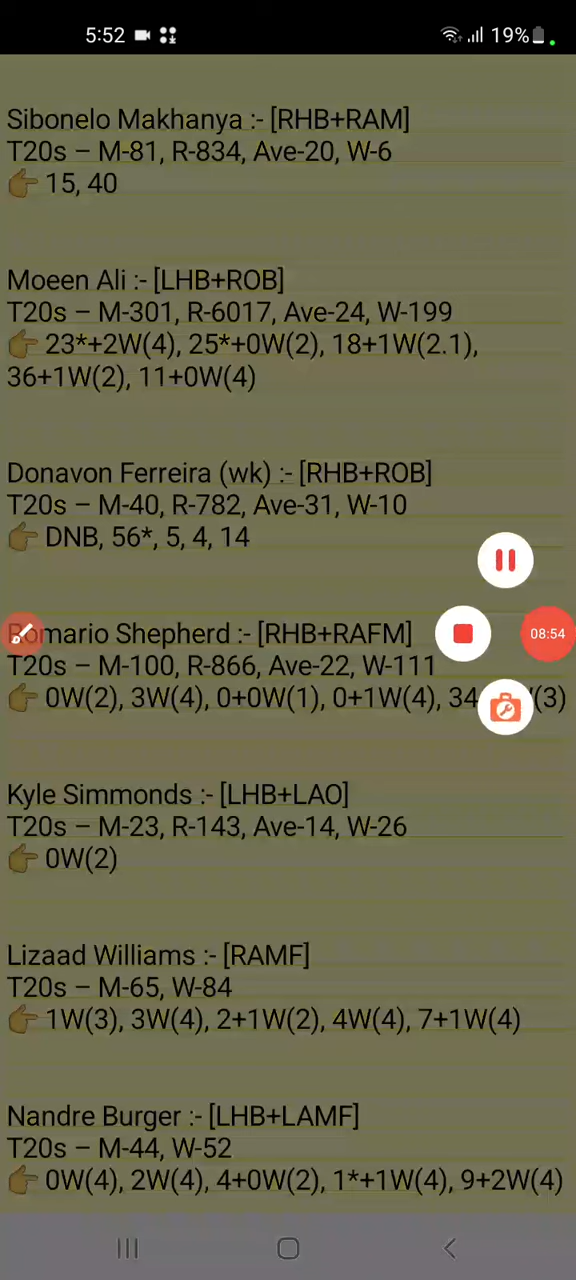 5:52 19%
Sibonelo Makhanya :- [RHB+RAM]
T20s – M-81, R-834, Ave-20, W-6
👉 15, 40
Moeen Ali :- [LHB+ROB]
T20s – M-301, R-6017, Ave-24, W-199
👉 23*+2W(4), 25*+0W(2), 18+1W(2.1),
36+1W(2), 11+0W(4)
Donavon Ferreira (wk) :- [RHB+ROB]
T20s – M-40, R-782, Ave-31, W-10
👉 DNB, 56*, 5, 4, 14
Romario Shepherd :- [RHB+RAFM]
08:54
T20s – M-100, R-866, Ave-22, W-111
👉 0W(2), 3W(4), 0+0W(1), 0+1W(4), 34 (3)
Kyle Simmonds :- [LHB+LAO]
T20s – M-23, R-143, Ave-14, W-26
👉 0W(2)
Lizaad Williams :- [RAMF]
T20s – M-65, W-84
👉 1W(3), 3W(4), 2+1W(2), 4W(4), 7+1W(4)
Nandre Burger :- [LHB+LAMF]
T20s – M-44, W-52
👉 0W(4), 2W(4), 4+0W(2), 1*+1W(4), 9+2W(4)